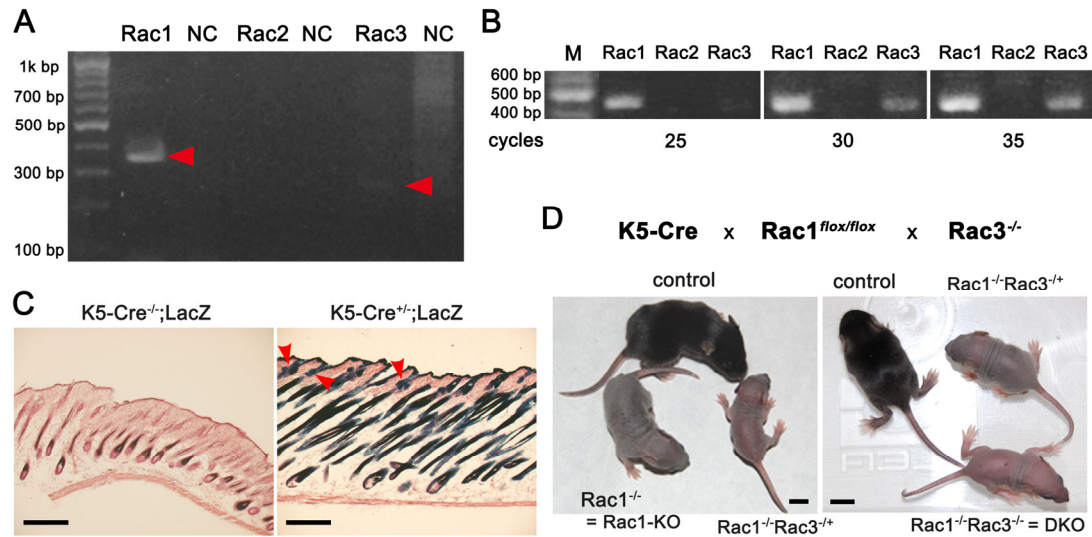 A
Rac1 NC Rac2 NC Rac3 NC
1k bp
700 bp
500 bp
300 bp
100 bp
B
M Rac1 Rac2 Rac3 Rac1 Rac2 Rac3 Rac1 Rac2 Rac3
600 bp
500 bp
400 bp
cycles 25 30 35
C
K5-Cre-/-;LacZ
K5-Cre+/-;LacZ
D
K5-Cre x Rac1flox/flox x Rac3-/-
control
control
Rac1-/-Rac3-/+
Rac1-/-
= Rac1-KO
Rac1-/-Rac3-/+
Rac1-/-Rac3-/- = DKO